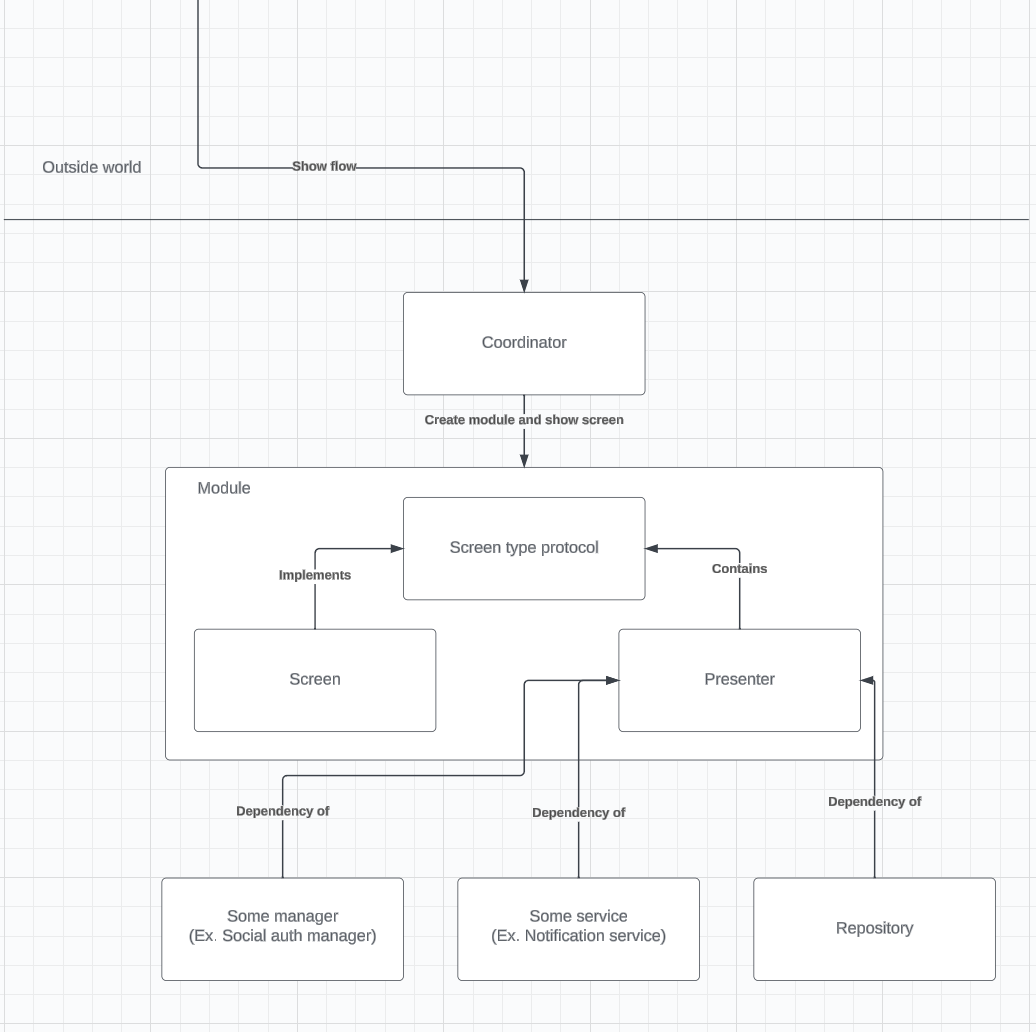 Show flow
Outside world
Coordinator
Create module and show screen
Module
Screen type protocol
Implements
Contains
Screen
Presenter
Dependency of
Dependency of
Dependency of
Some manager
(Ex. Social auth manager)
Some service
(Ex. Notification service)
Repository